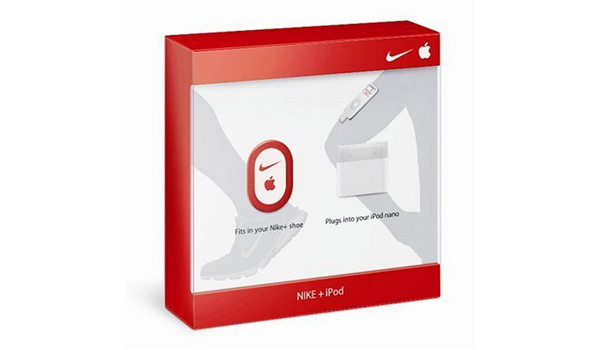 Fits in your Nike+ shoe
Plugs into your iPod nano
NIKE + iPod